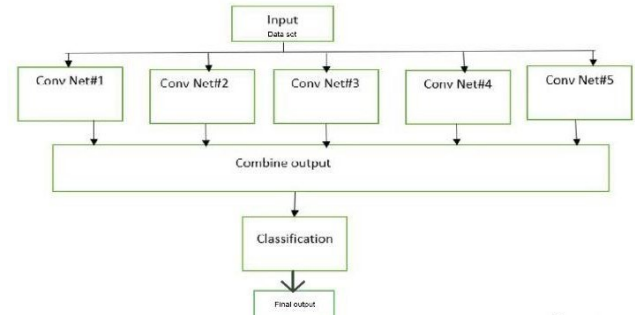 Input
Data set
Conv Net#1
Conv Net#2
Conv Net#3
Conv Net#4
Conv Net#5
Combine output
Classification
Final output